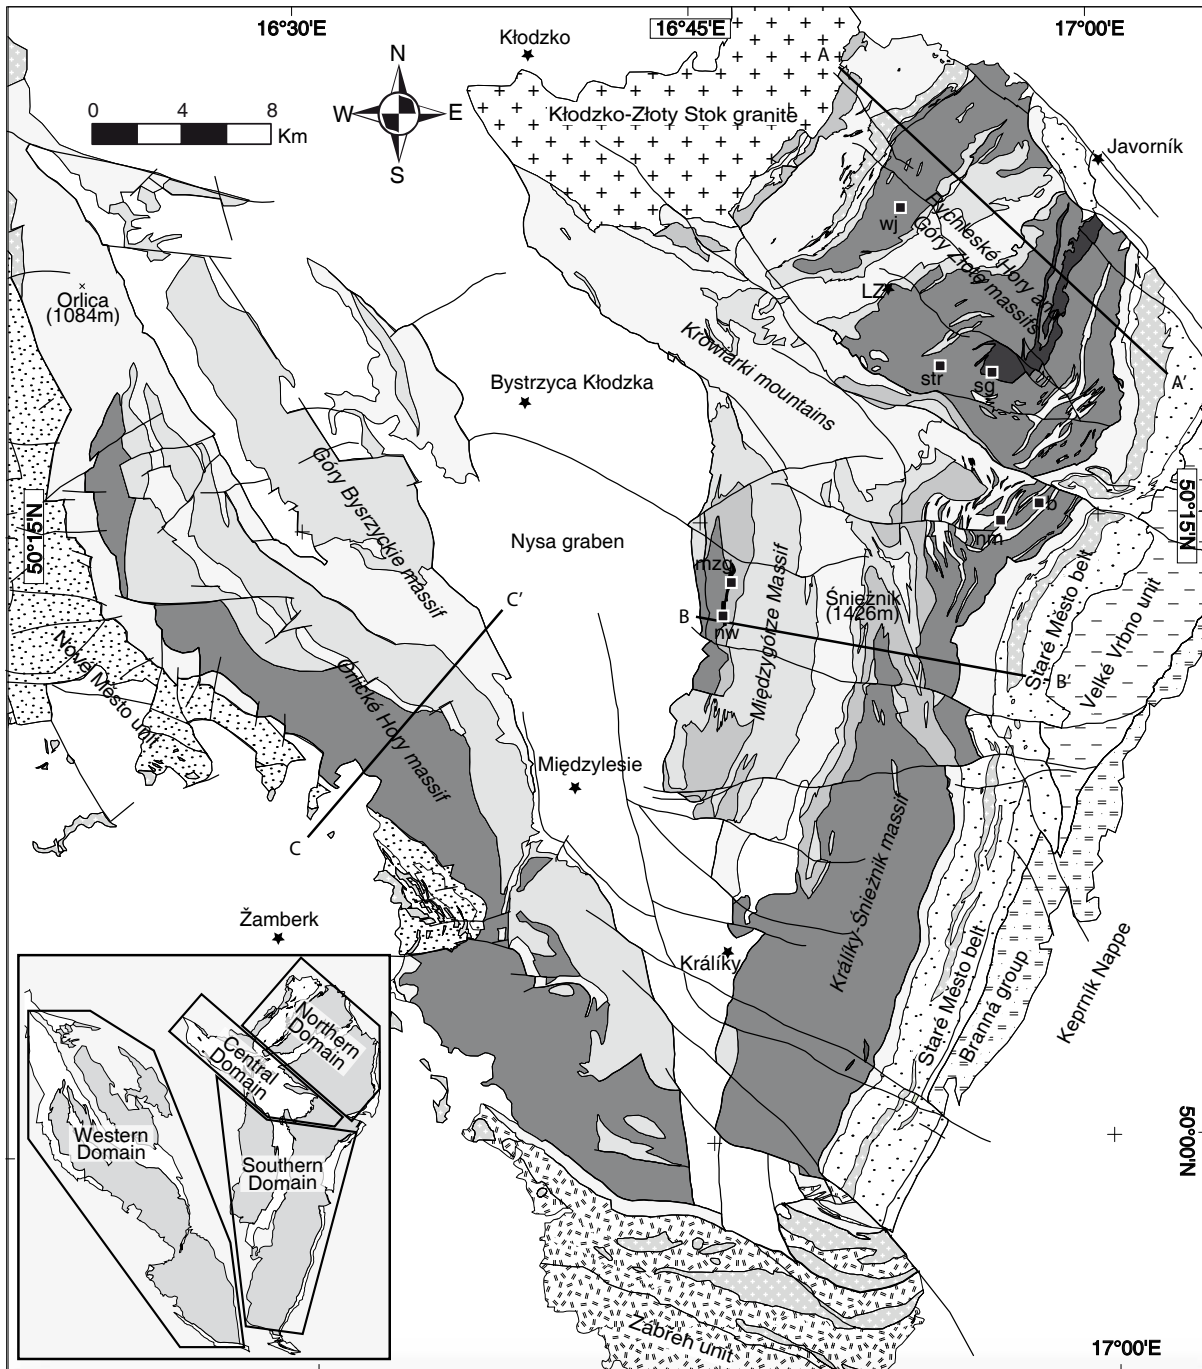 16°30'E
16°45'E
17°00'E
Kłodzko
A
N
W
E
S
0 4 8
Km
Kłodzko-Złoty Stok granite
Javorník
wj
Rychleské Hory and
Góry Złote massifs
LZ
Orlica
(1084m)
Krowiarki mountains
str
sg
A'
Bystrzyca Kłodzka
Góry Bysrzyckie massif
50°15'N
50°15'N
b
nm
Nysa graben
mzg
Międzygórze Massif
Śnieżnik
(1426m)
C'
B
nw
B'
Staré Město belt
Velké Vrbno unit
Nové Město unit
Orlické Hory massif
Międzylesie
C
Králíky-Śnieżnik massif
Žamberk
Králíky
Staré Město belt
Branná group
Keprník Nappe
Northern
Domain
Central
Domain
Western
Domain
Southern
Domain
50°00'N
Zábřeh unit
17°00'E